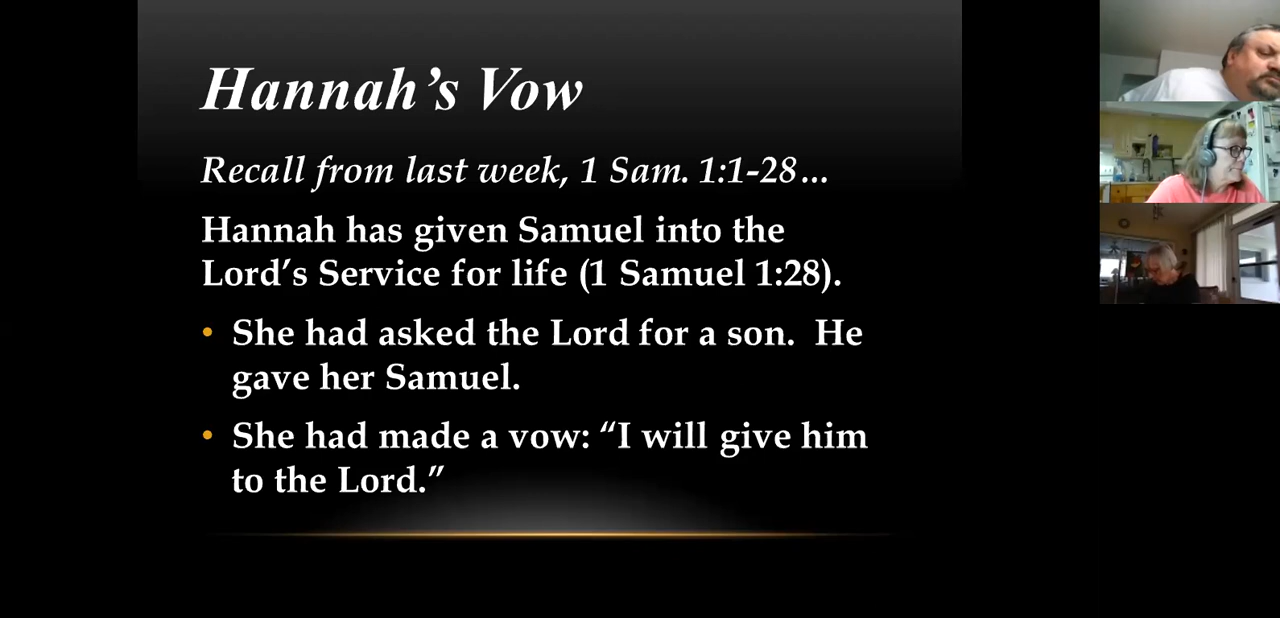 Hannah’s Vow
Recall from last week, 1 Sam. 1:1-28…
Hannah has given Samuel into the
Lord’s Service for life (1 Samuel 1:28).
• She had asked the Lord for a son.  He
gave her Samuel.
• She had made a vow: “I will give him
to the Lord.”